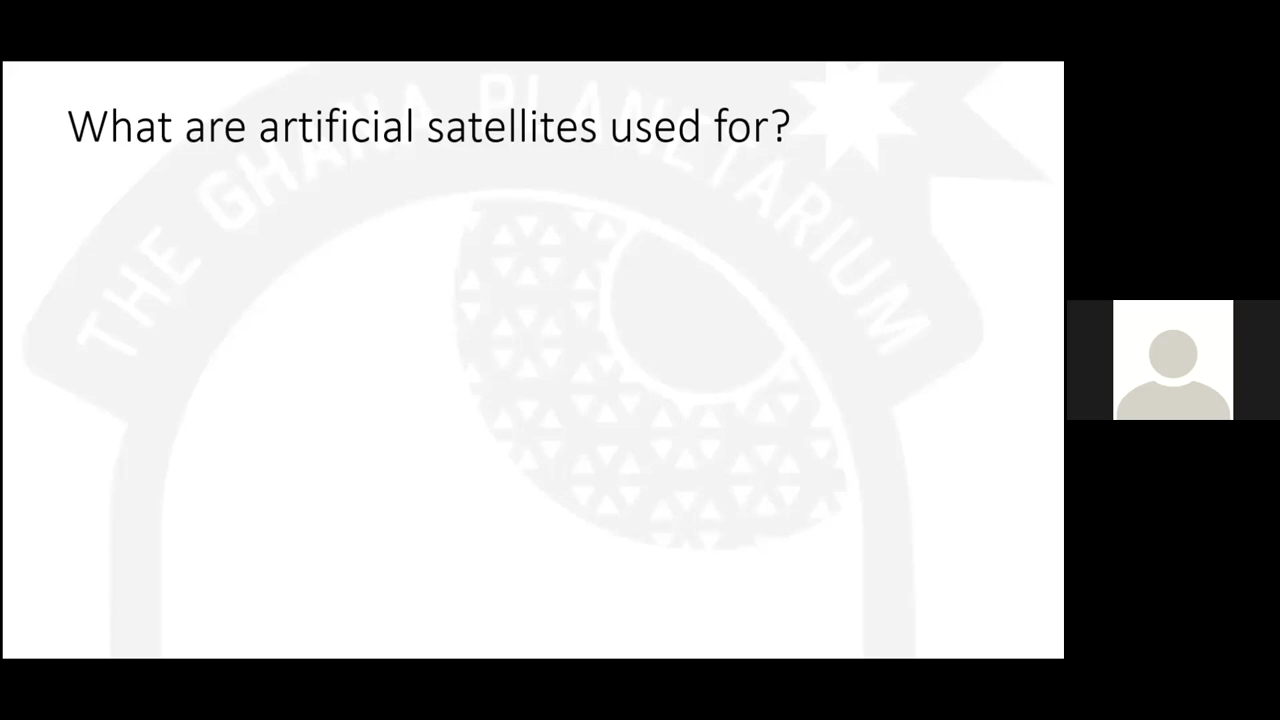 What are artificial satellites used for?
THE GHANA PLANETARIUM